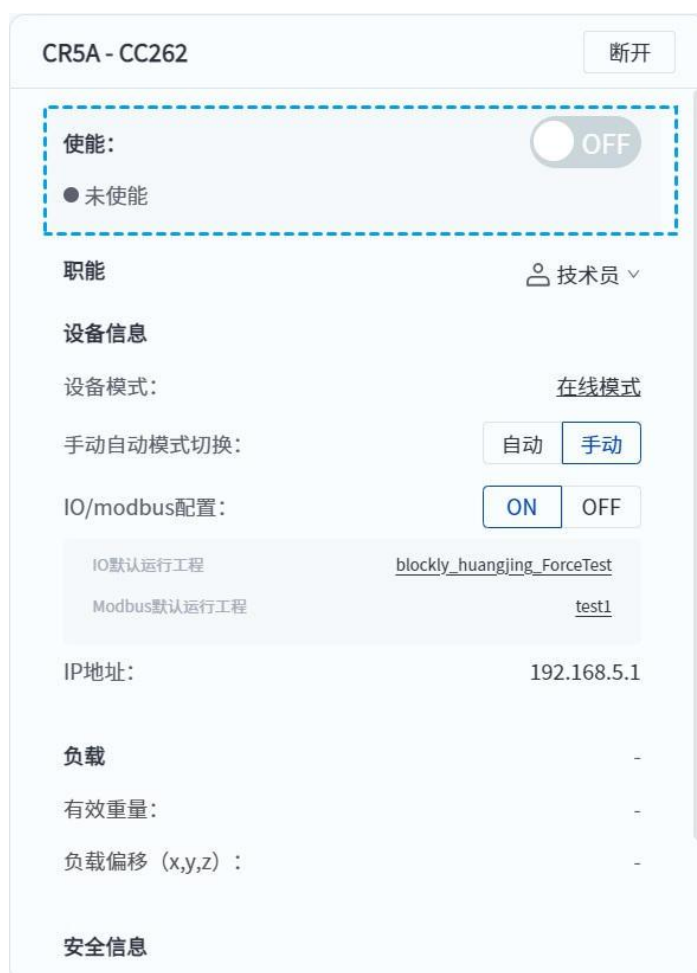 CR5A - CC262 断开
使能： OFF
未使能
职能 技术员
设备信息
设备模式： 在线模式
手动自动模式切换： 自动 手动
IO/modbus配置： ON OFF
IO默认运行工程 blockly_huangjing_ForceTest
Modbus默认运行工程 test1
IP地址： 192.168.5.1
负载 -
有效重量： -
负载偏移（x,y,z）： -
安全信息